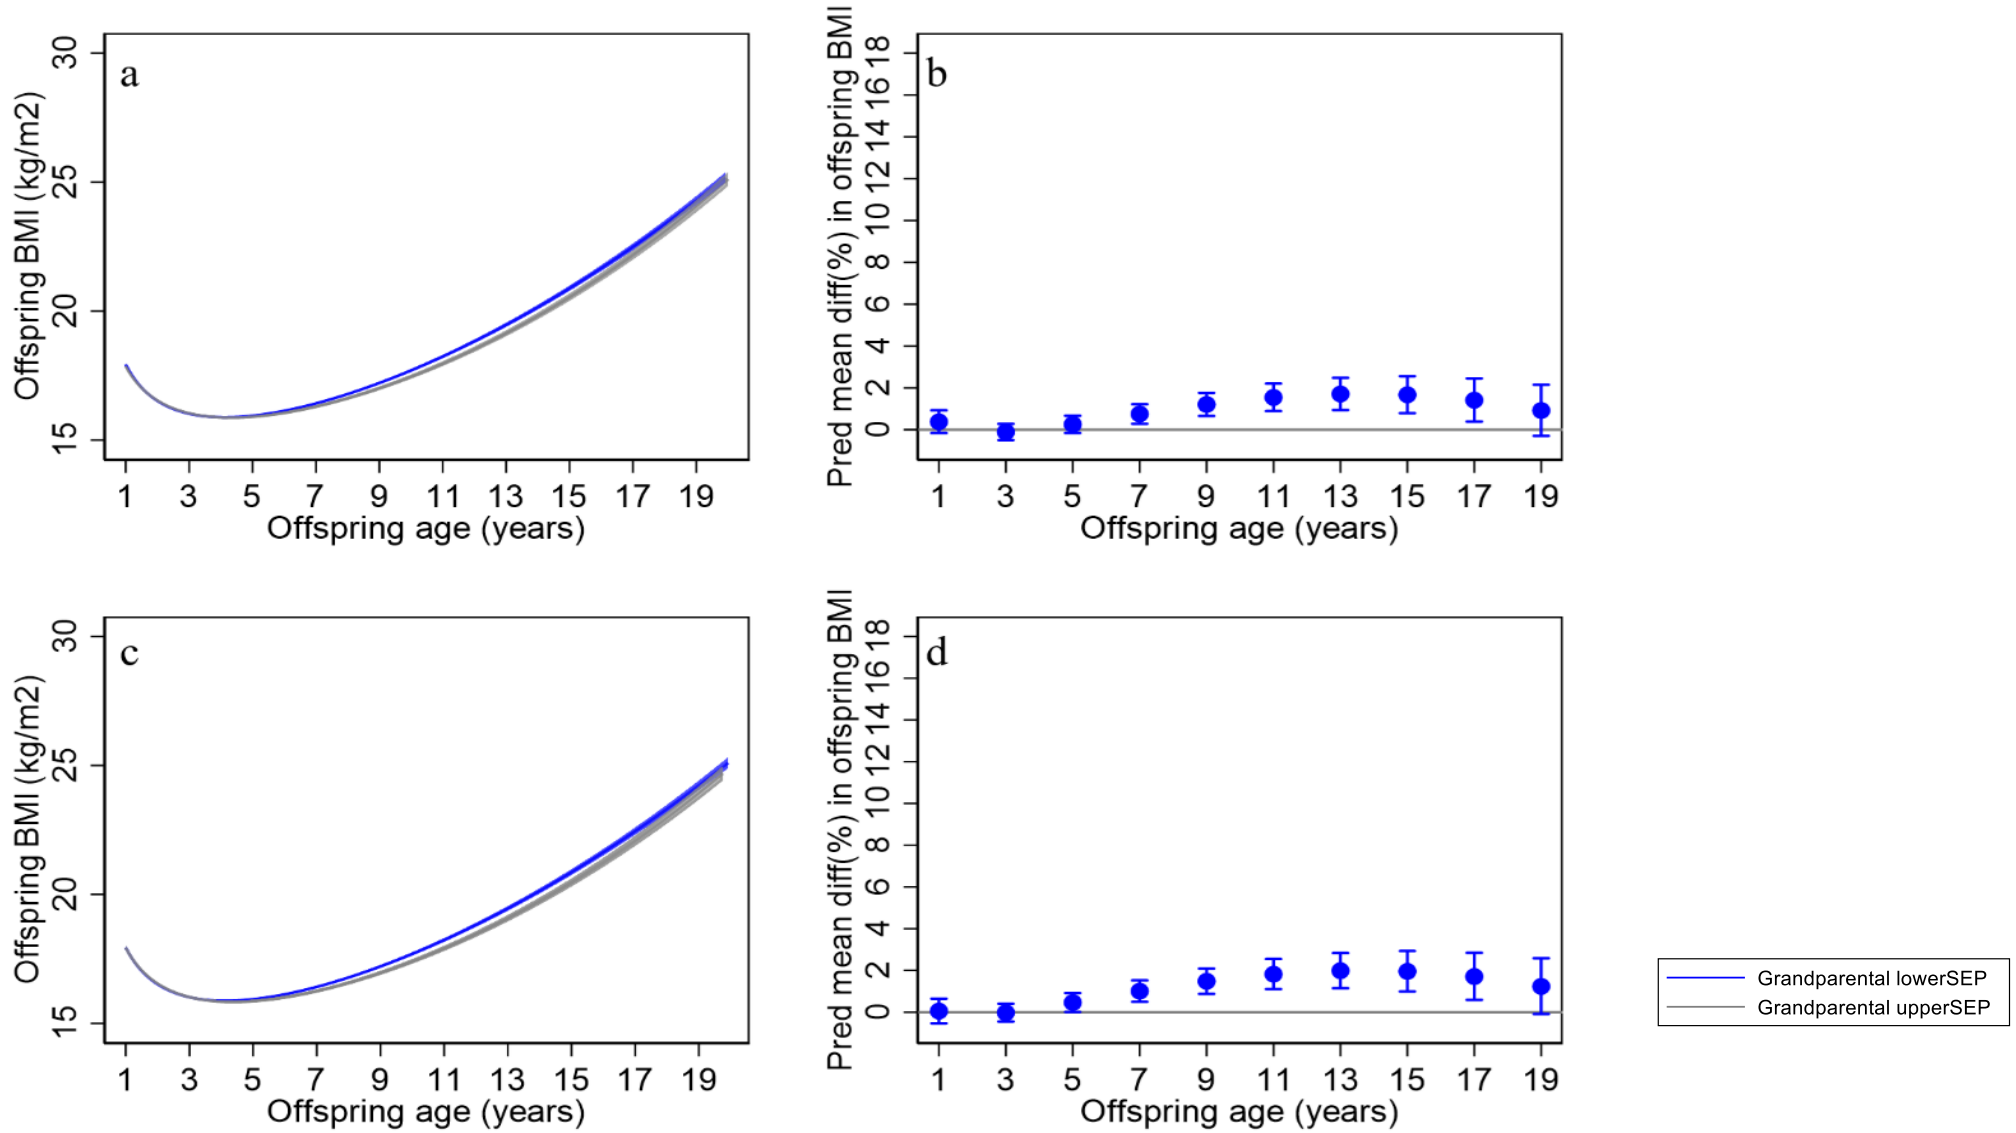 a
30
25
20
15
Offspring BMI (kg/m2)
1 3 5 7 9 11 13 15 17 19
Offspring age (years)
b
18
16
14
12
10
8
6
4
2
0
Pred mean diff(%) in offspring BMI
1 3 5 7 9 11 13 15 17 19
Offspring age (years)
c
30
25
20
15
Offspring BMI (kg/m2)
1 3 5 7 9 11 13 15 17 19
Offspring age (years)
d
18
16
14
12
10
8
6
4
2
0
Pred mean diff(%) in offspring BMI
1 3 5 7 9 11 13 15 17 19
Offspring age (years)
Grandparental lowerSEP
Grandparental upperSEP